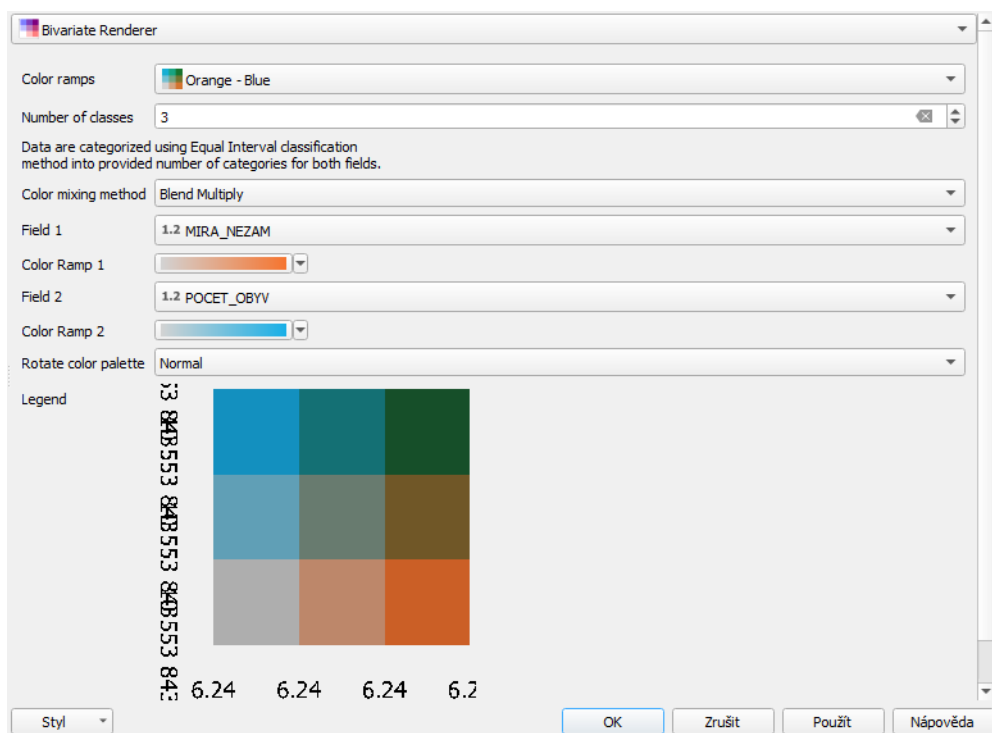 Bivariate Renderer
Color ramps
Orange - Blue
Number of classes
3
Data are categorized using Equal Interval classification
method into provided number of categories for both fields.
Color mixing method
Blend Multiply
Field 1
1.2 MIRA_NEZAM
Color Ramp 1
Field 2
1.2 POCET_OBYV
Color Ramp 2
Rotate color palette
Normal
Legend
6.24 6.24 6.24 6.2
Styl
OK
Zrušit
Použít
Nápověda